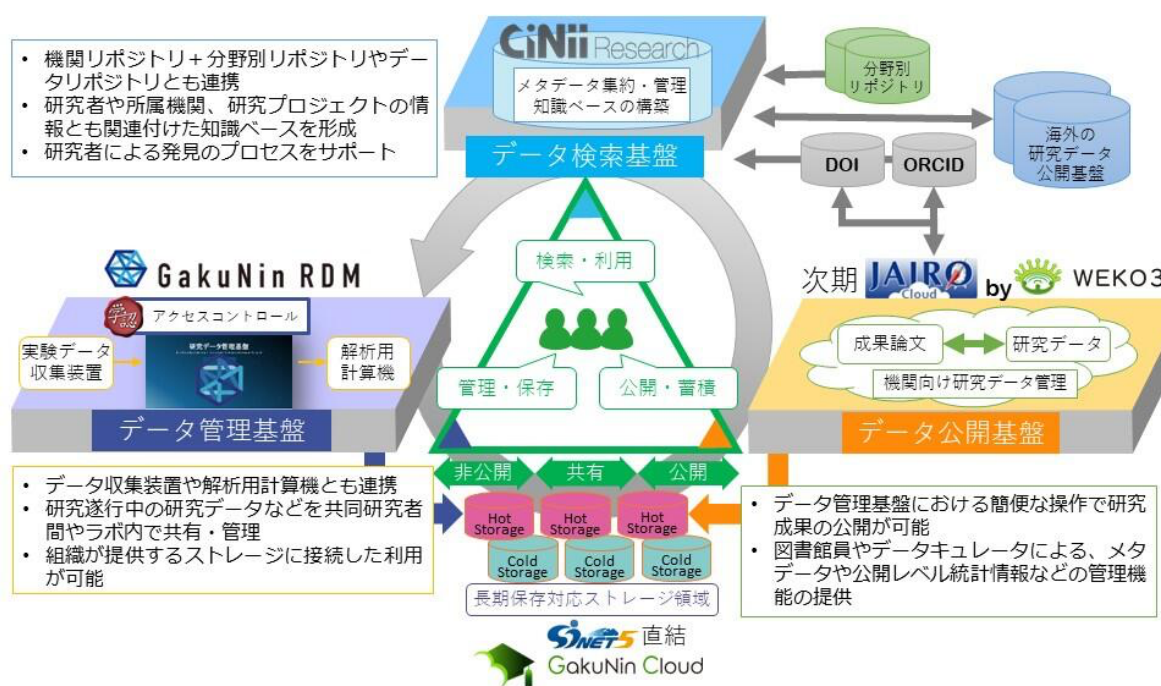 • 機関リポジトリ＋分野別リポジトリやデ
ータリポジトリとも連携
• 研究者や所属機関、研究プロジェクトの情
報とも関連付けた知識ベースを形成
• 研究者による発見のプロセスをサポート
CiNii Research
メタデータ集約・管理
知識ベースの構築
データ検索基盤
分野別
リポジトリ
海外の
研究データ
公開基盤
DOI
ORCID
GakuNin RDM
学認
アクセスコントロール
実験データ
収集装置
研究データ管理基盤
解析用
計算機
データ管理基盤
検索・利用
管理・保存
公開・蓄積
次期 JAIRO Cloud by WEKO3
成果論文
研究データ
機関向け研究データ管理
データ公開基盤
• データ収集装置や解析用計算機とも連携
• 研究遂行中の研究データなどを共同研究者
間やラボ内で共有・管理
• 組織が提供するストレージに接続した利用
が可能
非公開
共有
公開
Hot
Storage
Hot
Storage
Hot
Storage
Cold
Storage
Cold
Storage
Cold
Storage
長期保存対応ストレージ領域
SINET5 直結
GakuNin Cloud
• データ管理基盤における簡便な操作で研究
成果の公開が可能
• 図書館員やデータキュレータによる、メタ
データや公開レベル統計情報などの管理機
能の提供